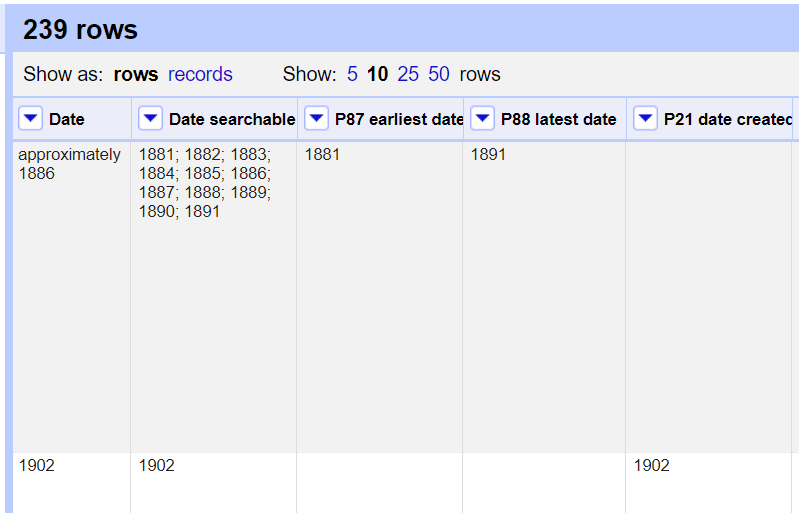 239 rows
Show as: rows records Show: 5 10 25 50 rows
Date Date searchable P87 earliest date P88 latest date P21 date created
approximately 1881; 1882; 1883; 1881 1891
1886 1884; 1885; 1886;
1887; 1888; 1889;
1890; 1891
1902 1902 1902